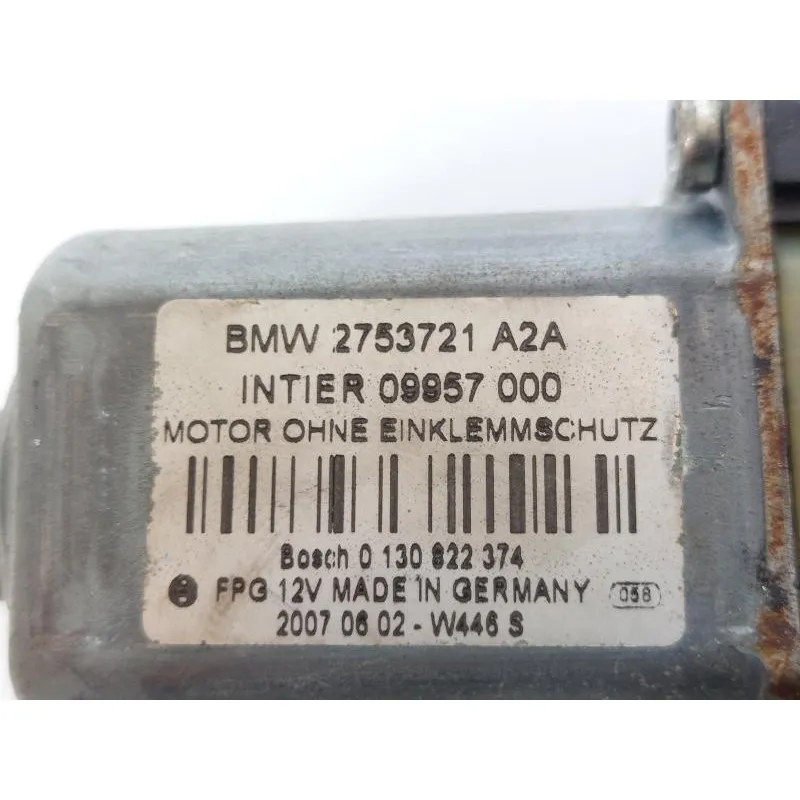 BMW 2753721 A2A
INTIER 09957 000
MOTOR OHNE EINKLEMMSCHUTZ
Bosch 0 130 822 374
FPG 12V MADE IN GERMANY 058
2007 06 02 - W446 S